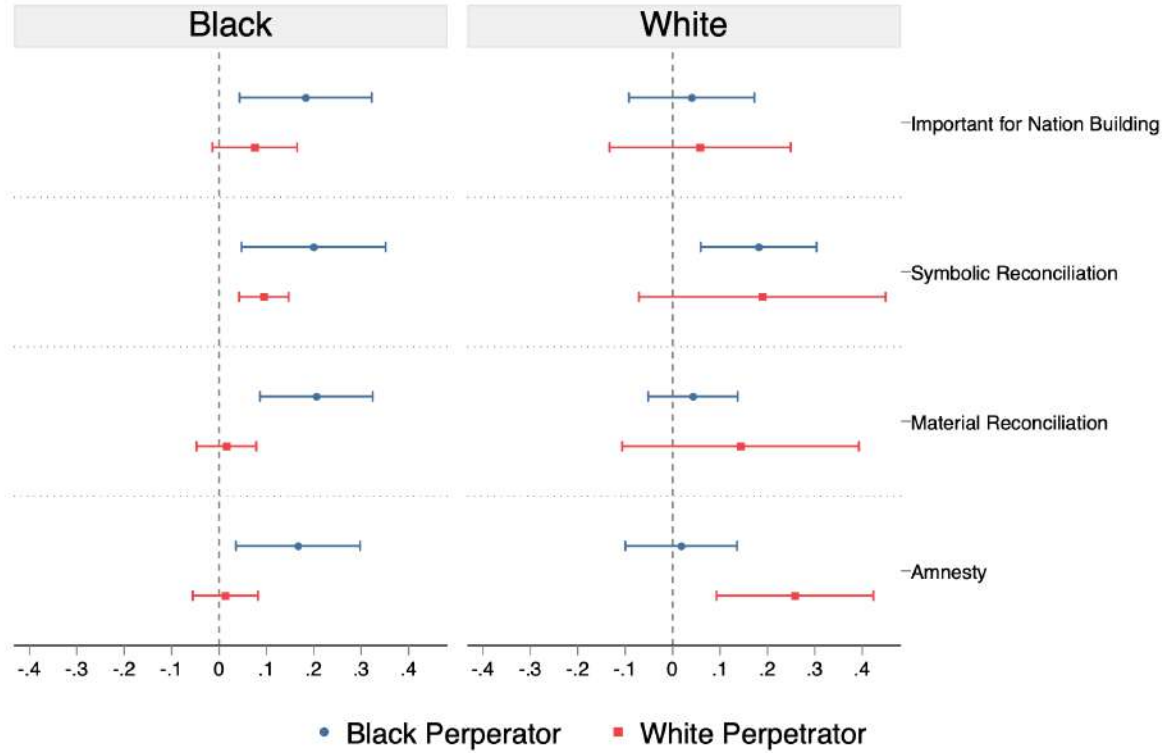 Black
White
Important for Nation Building
Symbolic Reconciliation
Material Reconciliation
Amnesty
-.4 -.3 -.2 -.1 0 .1 .2 .3 .4
-.4 -.3 -.2 -.1 0 .1 .2 .3 .4
Black Perperator
White Perpetrator